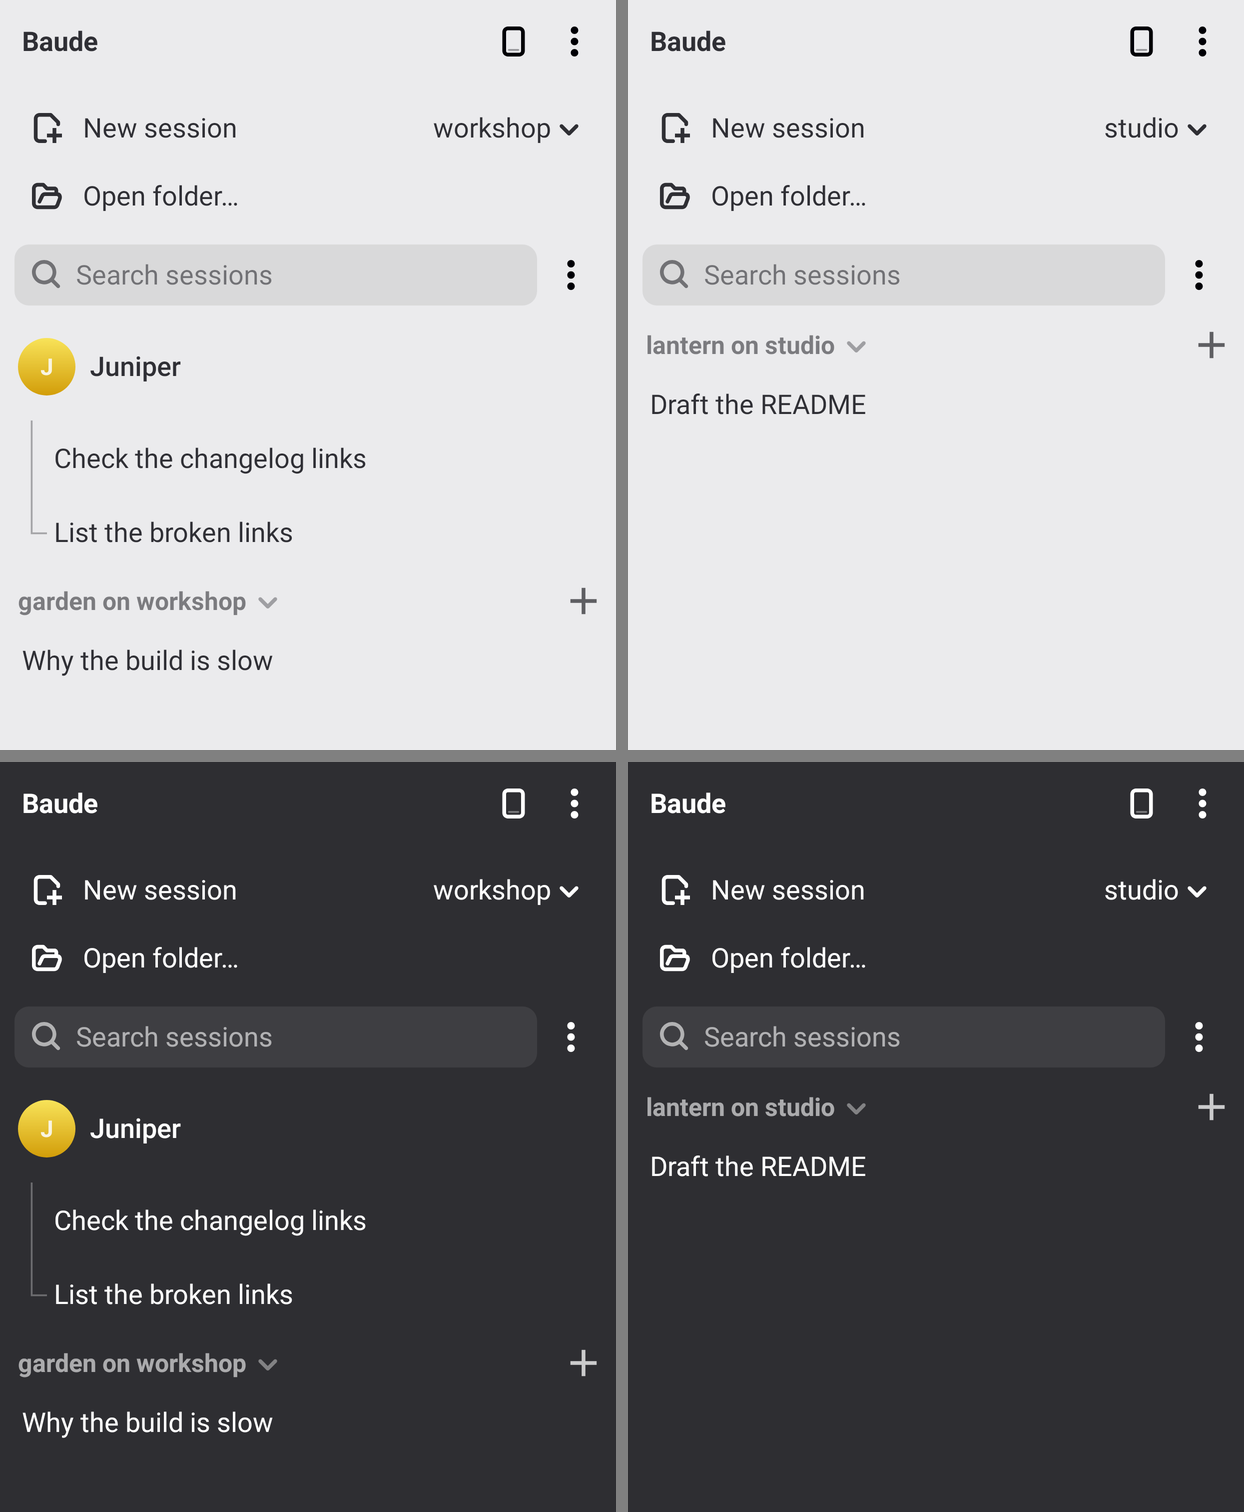 Baude
New session workshop
Open folder...
Search sessions
J Juniper
Check the changelog links
List the broken links
garden on workshop
Why the build is slow
Baude
New session studio
Open folder...
Search sessions
lantern on studio
Draft the README
Baude
New session workshop
Open folder...
Search sessions
J Juniper
Check the changelog links
List the broken links
garden on workshop
Why the build is slow
Baude
New session studio
Open folder...
Search sessions
lantern on studio
Draft the README